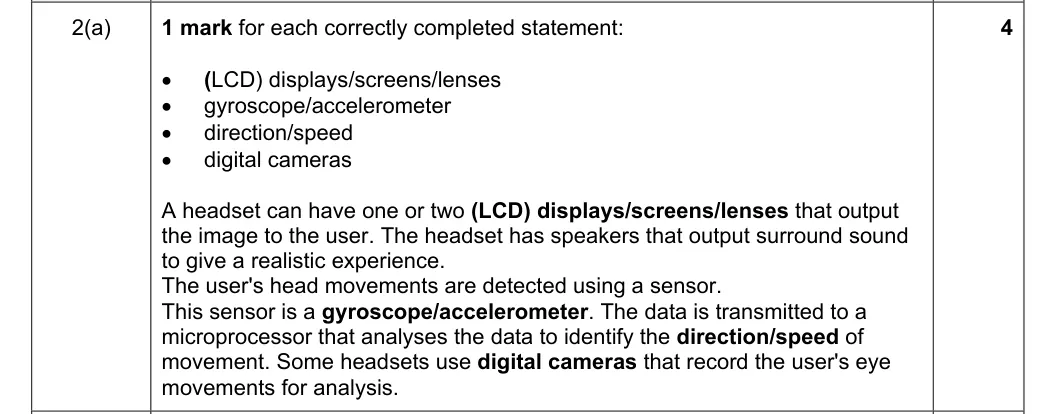 2(a) 1 mark for each correctly completed statement: 4
• (LCD) displays/screens/lenses
• gyroscope/accelerometer
• direction/speed
• digital cameras
A headset can have one or two (LCD) displays/screens/lenses that output
the image to the user. The headset has speakers that output surround sound
to give a realistic experience.
The user's head movements are detected using a sensor.
This sensor is a gyroscope/accelerometer. The data is transmitted to a
microprocessor that analyses the data to identify the direction/speed of
movement. Some headsets use digital cameras that record the user's eye
movements for analysis.